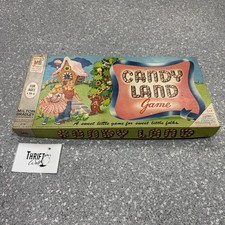 CANDY
LAND
Game
A sweet little game for sweet little folks
MILTON
BRADLEY
CANDY LAND
THRIFT